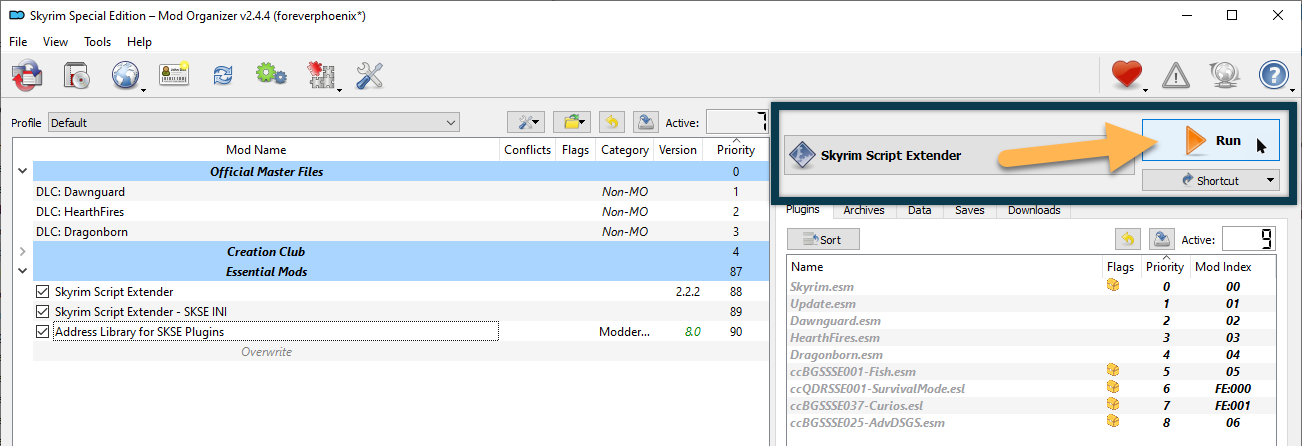 Skyrim Special Edition – Mod Organizer v2.4.4 (foreverphoenix*)
File View Tools Help
Profile Default Active: 7
Mod Name Conflicts Flags Category Version Priority
Official Master Files 0
DLC: Dawnguard Non-MO 1
DLC: HearthFires Non-MO 2
DLC: Dragonborn Non-MO 3
Creation Club 4
Essential Mods 87
Skyrim Script Extender 2.2.2 88
Skyrim Script Extender - SKSE INI 89
Address Library for SKSE Plugins Modder... 8.0 90
Overwrite
Skyrim Script Extender
Run
Shortcut
Plugins Archives Data Saves Downloads
Sort Active: 9
Name Flags Priority Mod Index
Skyrim.esm 0 00
Update.esm 1 01
Dawnguard.esm 2 02
HearthFires.esm 3 03
Dragonborn.esm 4 04
ccBGSSSE001-Fish.esm 5 05
ccQDRSSE001-SurvivalMode.esl 6 FE:000
ccBGSSSE037-Curios.esl 7 FE:001
ccBGSSSE025-AdvDSGS.esm 8 06